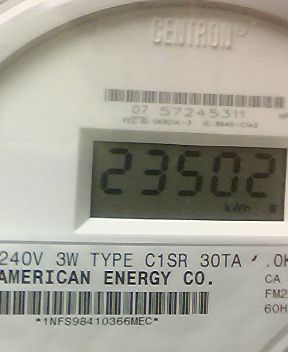 CENTRON®
07 57245311
23502
kWh
240V 3W TYPE C1SR 30TA
AMERICAN ENERGY CO.
CA
FM2
60H
*1NFS98410366MEC*